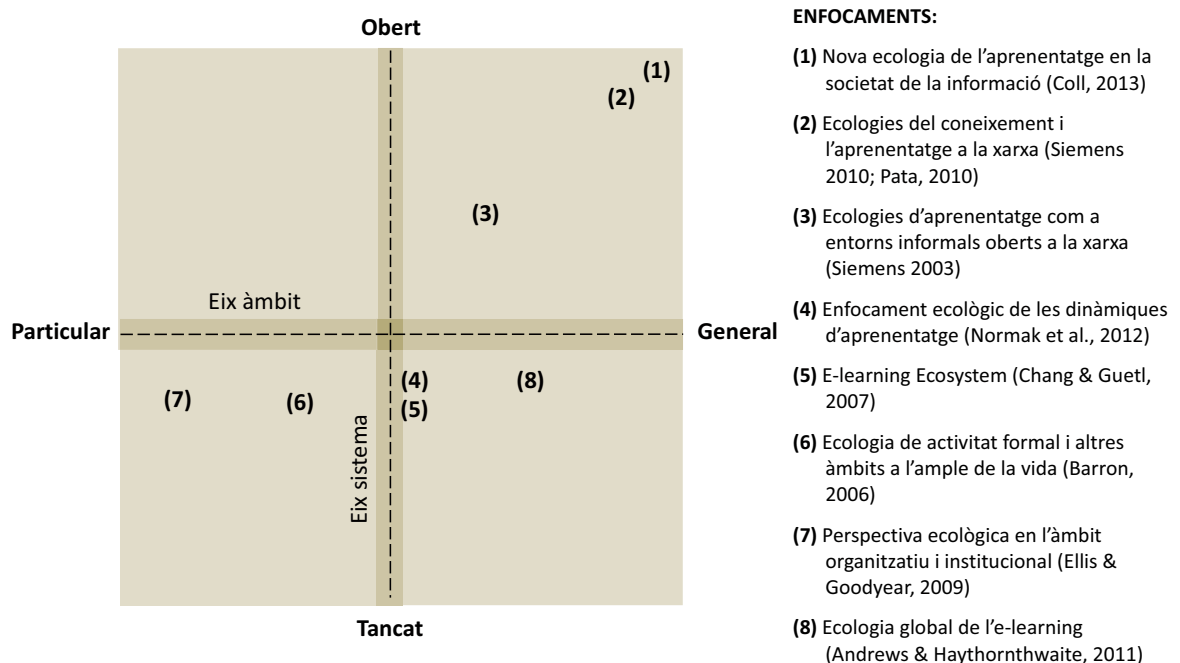 Obert
(1)
(2)
(3)
Eix àmbit
Particular
General
(4)
(8)
(7)
(6)
(5)
Eix sistema
Tancat
ENFOCAMENTS:
(1) Nova ecologia de l’aprenentatge en la
societat de la informació (Coll, 2013)
(2) Ecologies del coneixement i
l’aprenentatge a la xarxa (Siemens
2010; Pata, 2010)
(3) Ecologies d’aprenentatge com a
entorns informals oberts a la xarxa
(Siemens 2003)
(4) Enfocament ecològic de les dinàmiques
d’aprenentatge (Normak et al., 2012)
(5) E-learning Ecosystem (Chang & Guetl,
2007)
(6) Ecologia de activitat formal i altres
àmbits a l’ample de la vida (Barron,
2006)
(7) Perspectiva ecològica en l’àmbit
organitzatiu i institucional (Ellis &
Goodyear, 2009)
(8) Ecologia global de l’e-learning
(Andrews & Haythornthwaite, 2011)